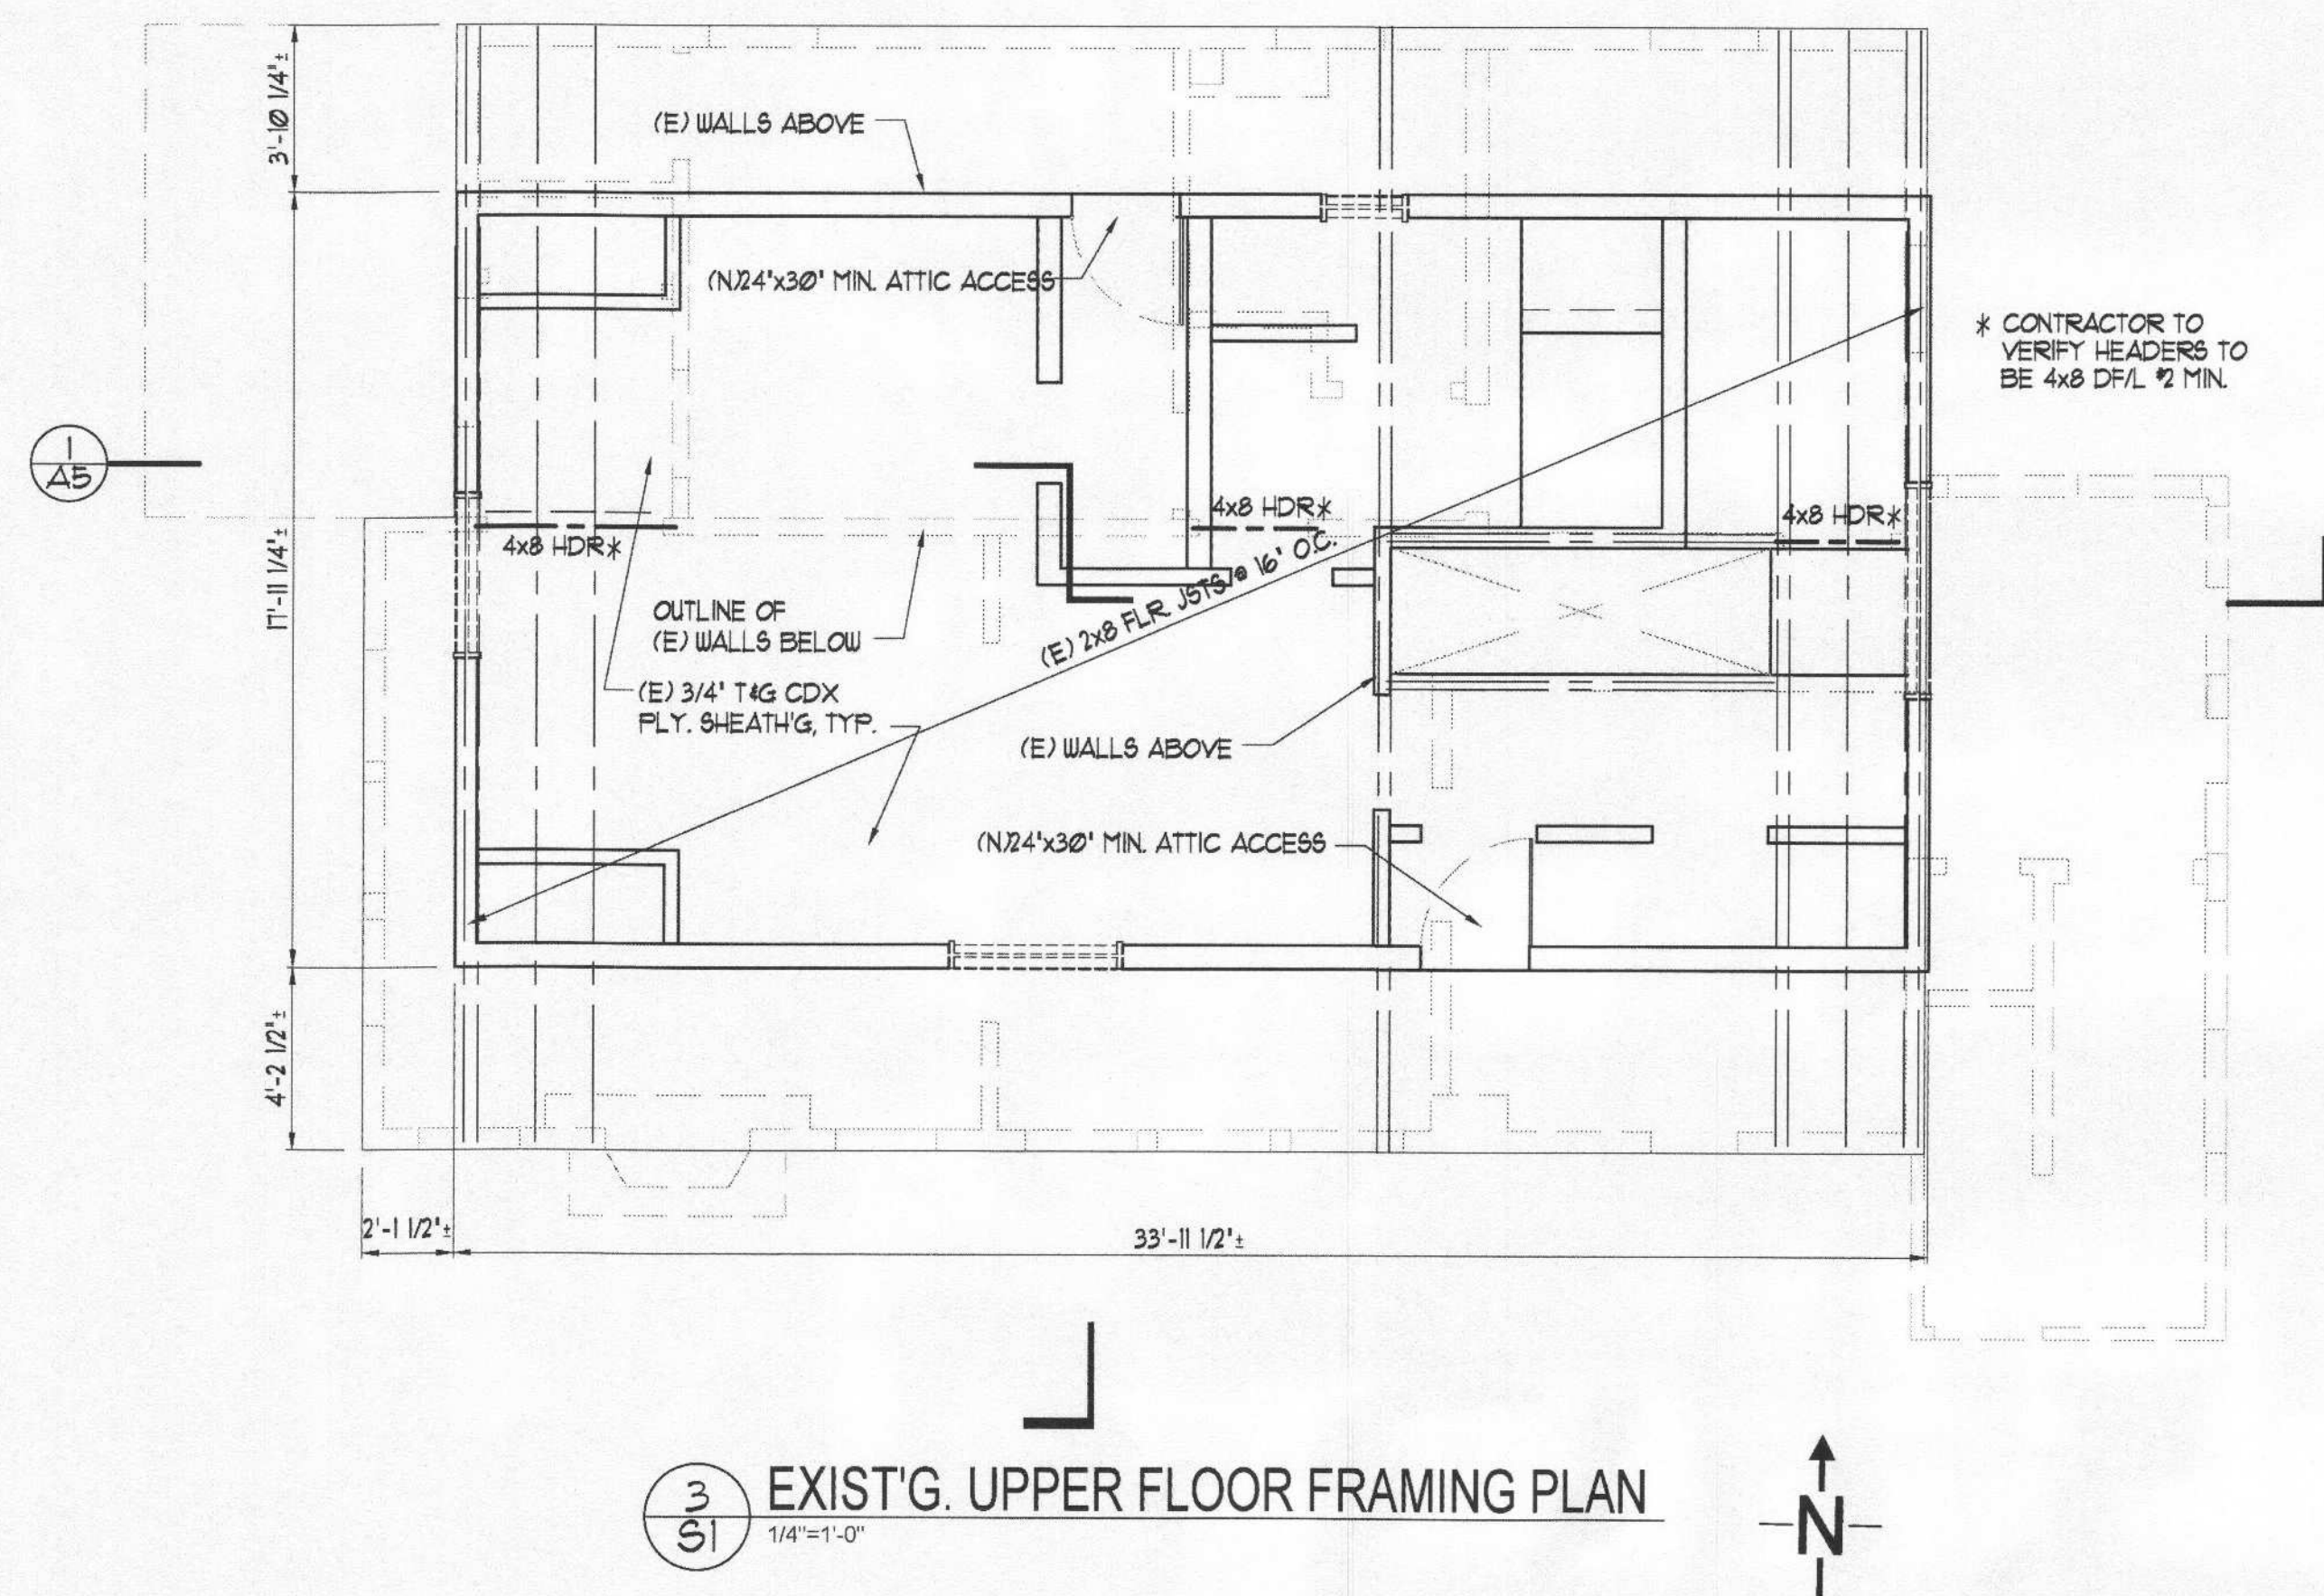 3'-10 1/4"±
(E) WALLS ABOVE
(N)24"x30" MIN. ATTIC ACCESS
* CONTRACTOR TO
VERIFY HEADERS TO
BE 4x8 DF/L #2 MIN.
1
A5
17'-11 1/4"±
4x8 HDR*
4x8 HDR*
4x8 HDR*
OUTLINE OF
(E) WALLS BELOW
(E) 2x8 FLR. JSTS @ 16" O.C.
(E) 3/4" T&G CDX
PLY. SHEATH'G, TYP.
(E) WALLS ABOVE
(N)24"x30" MIN. ATTIC ACCESS
4'-2 1/2"±
2'-1 1/2"±
33'-11 1/2"±
3
S1
EXIST'G. UPPER FLOOR FRAMING PLAN
1/4"=1'-0"
N